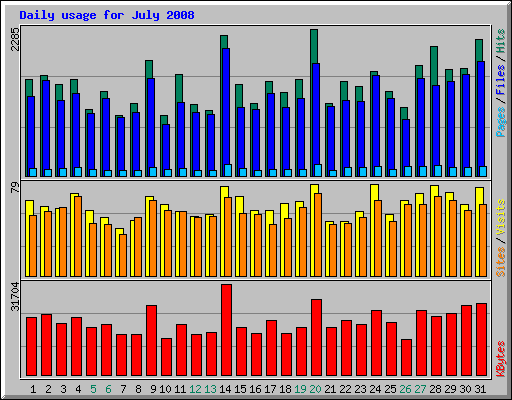 Daily usage for July 2008
2285
Pages / Files / Hits
79
Sites / Visits
31704
KBytes
1 2 3 4 5 6 7 8 9 10 11 12 13 14 15 16 17 18 19 20 21 22 23 24 25 26 27 28 29 30 31